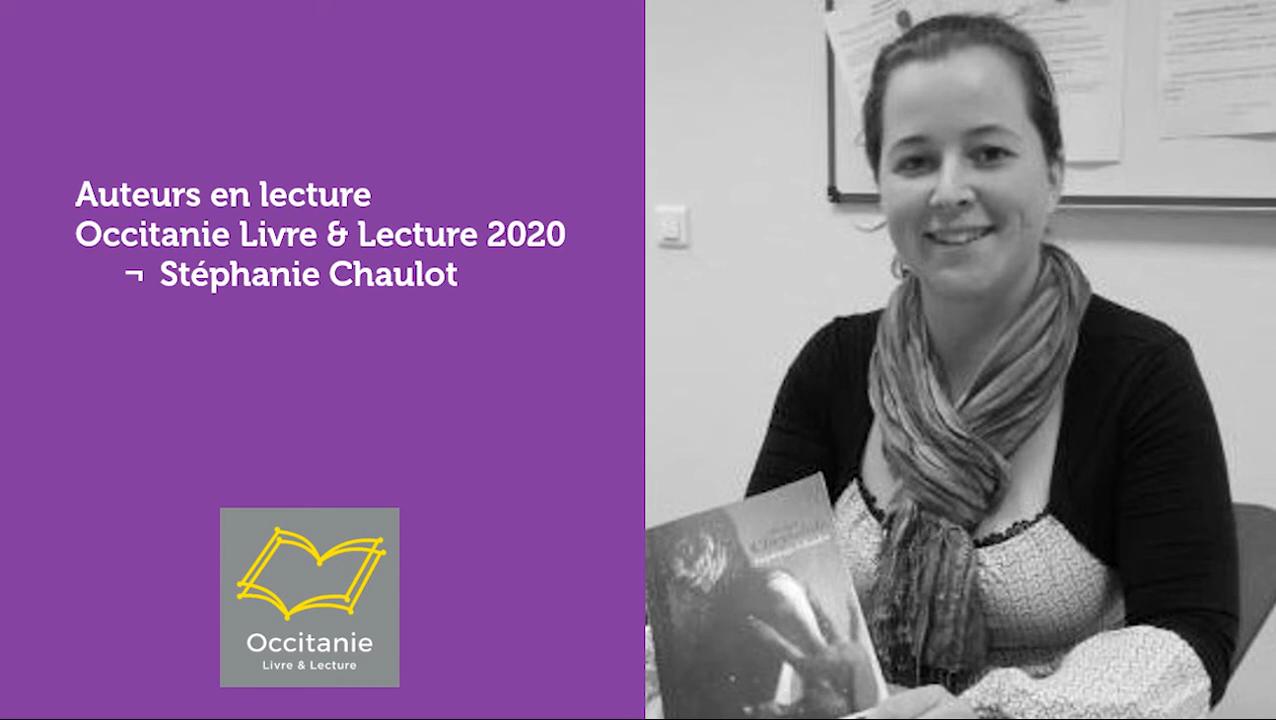 Auteurs en lecture
Occitanie Livre & Lecture 2020
¬ Stéphanie Chaulot
Occitanie
Livre & Lecture